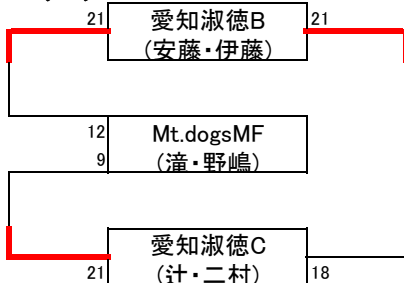 21 愛知淑徳B 21
(安藤・伊藤)
12 Mt.dogsMF
9 (滝・野嶋)
愛知淑徳C
21 (辻・二村) 18